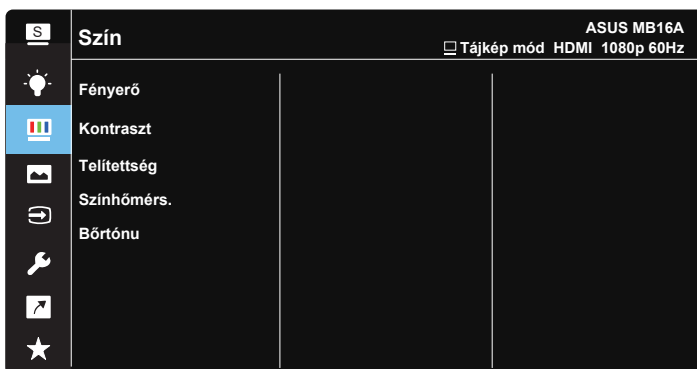 S
Szín
ASUS MB16A
Tájkép mód HDMI 1080p 60Hz
Fényerő
Kontraszt
Telítettség
Színhőmérs.
Bőrtónu